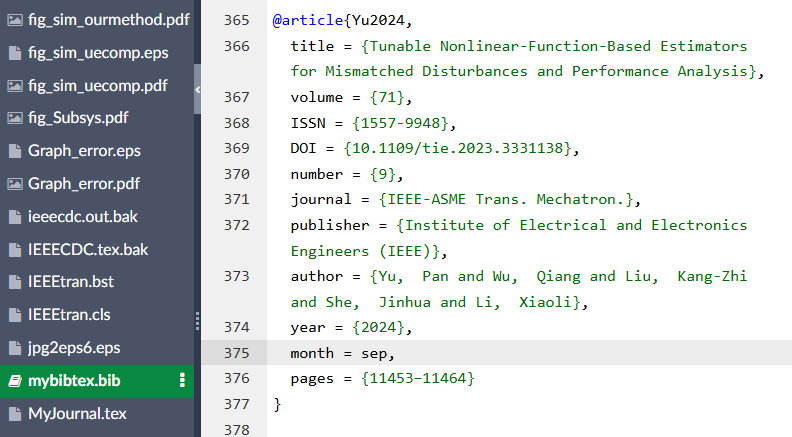 fig_sim_ourmethod.pdf
fig_sim_uecomp.eps
fig_sim_uecomp.pdf
fig_Subsys.pdf
Graph_error.eps
Graph_error.pdf
ieeecdc.out.bak
IEEECDC.tex.bak
IEEEtran.bst
IEEEtran.cls
jpg2eps6.eps
mybibtex.bib
MyJournal.tex
365 @article{Yu2024,
366 title = {Tunable Nonlinear-Function-Based Estimators
for Mismatched Disturbances and Performance Analysis},
367 volume = {71},
368 ISSN = {1557-9948},
369 DOI = {10.1109/tie.2023.3331138},
370 number = {9},
371 journal = {IEEE-ASME Trans. Mechatron.},
372 publisher = {Institute of Electrical and Electronics
Engineers (IEEE)},
373 author = {Yu,  Pan and Wu,  Qiang and Liu,  Kang-Zhi
and She,  Jinhua and Li,  Xiaoli},
374 year = {2024},
375 month = sep,
376 pages = {11453–11464}
377 }
378